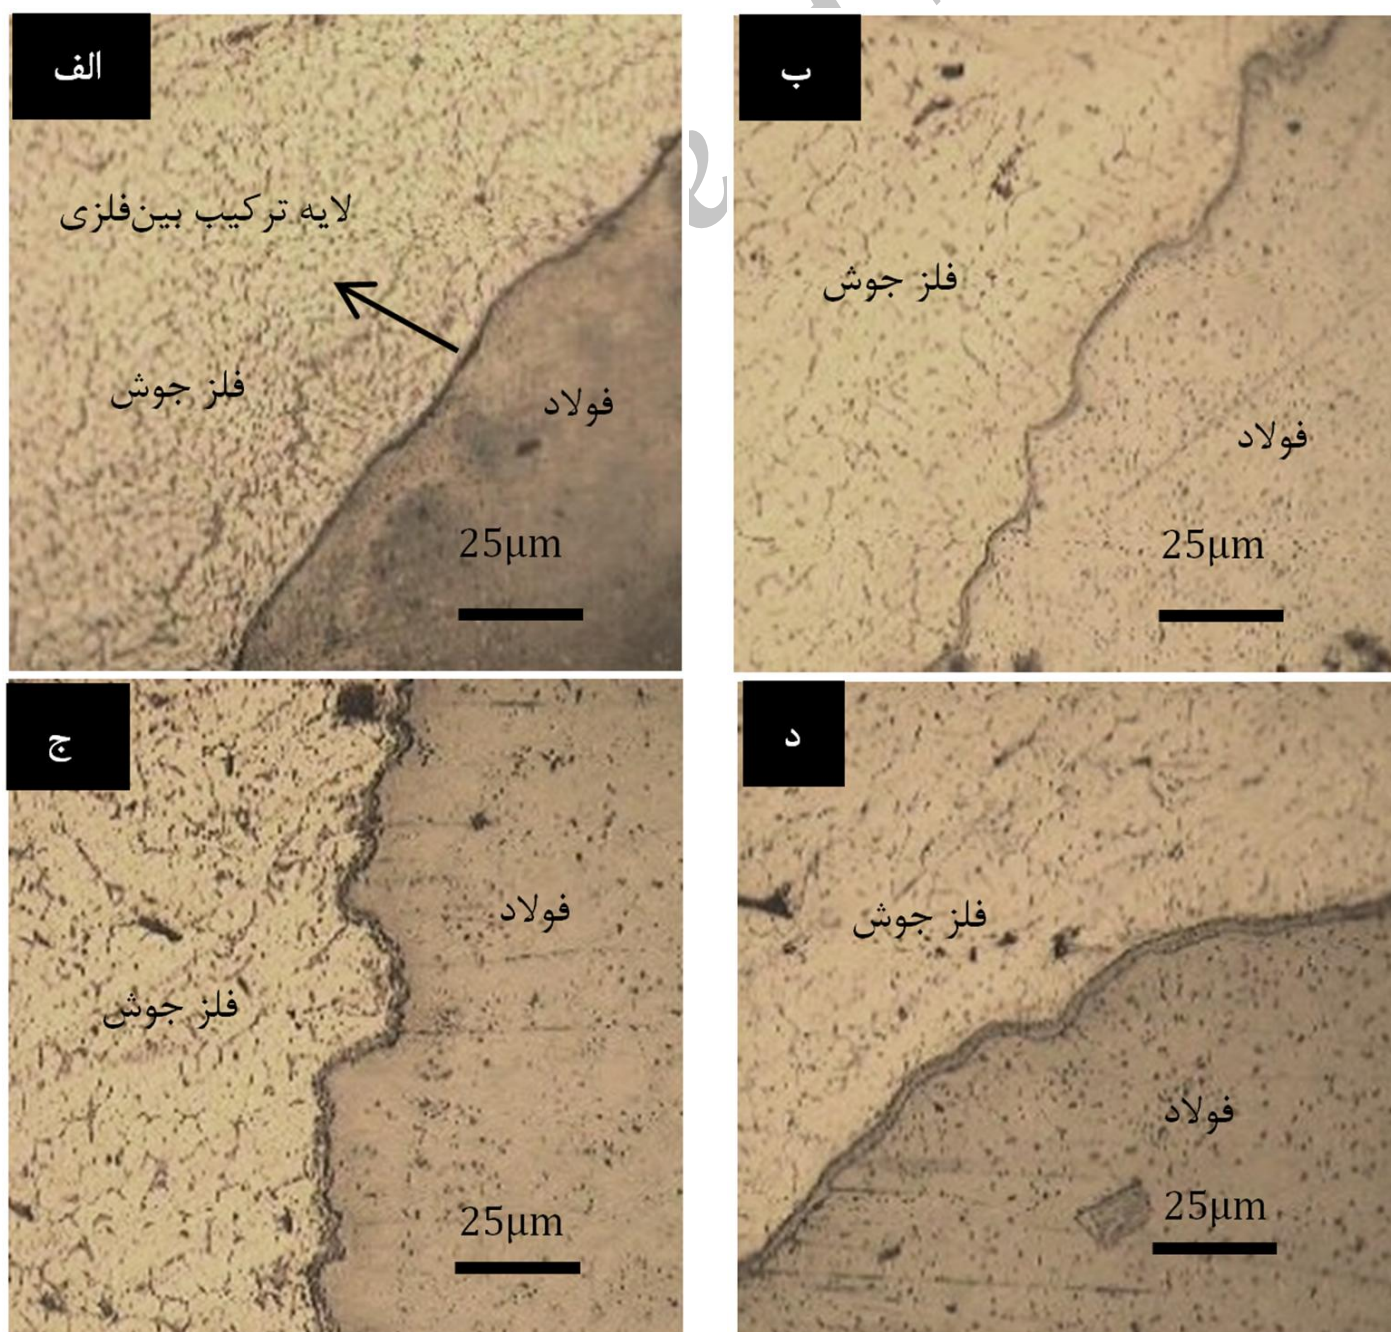 الف
لایه ترکیب بین‌فلزی
فلز جوش
فولاد
25μm
ب
فلز جوش
فولاد
25μm
ج
فولاد
فلز جوش
25μm
د
فلز جوش
فولاد
25μm